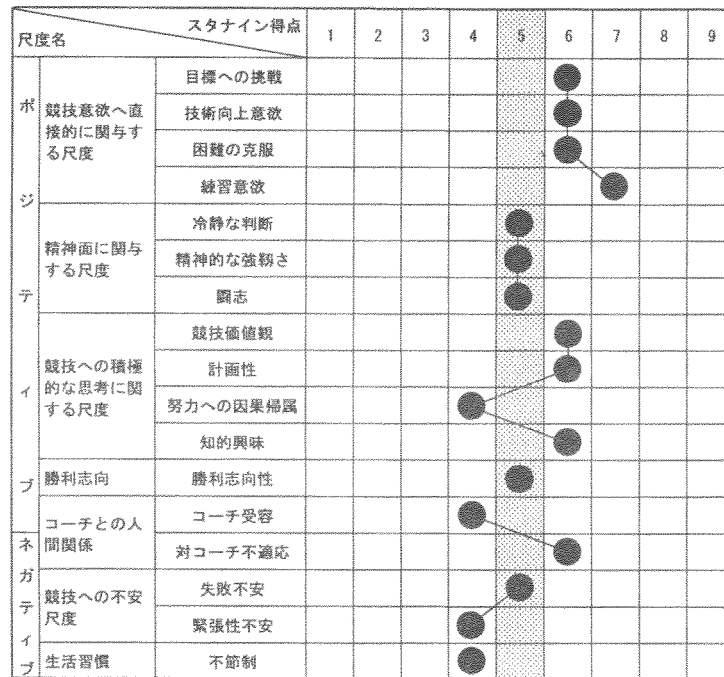 スタナイン得点
尺度名
1 2 3 4 5 6 7 8 9
ポジティブ
競技意欲へ直
接的に関与す
る尺度
目標への挑戦
技術向上意欲
困難の克服
練習意欲
精神面に関与
する尺度
冷静な判断
精神的な強靱さ
闘志
競技への積極
的な思考に関
する尺度
競技価値観
計画性
努力への因果帰属
知的興味
勝利志向
勝利志向性
コーチとの人
間関係
コーチ受容
対コーチ不適応
ネガティブ
競技への不安
尺度
失敗不安
緊張性不安
生活習慣
不節制